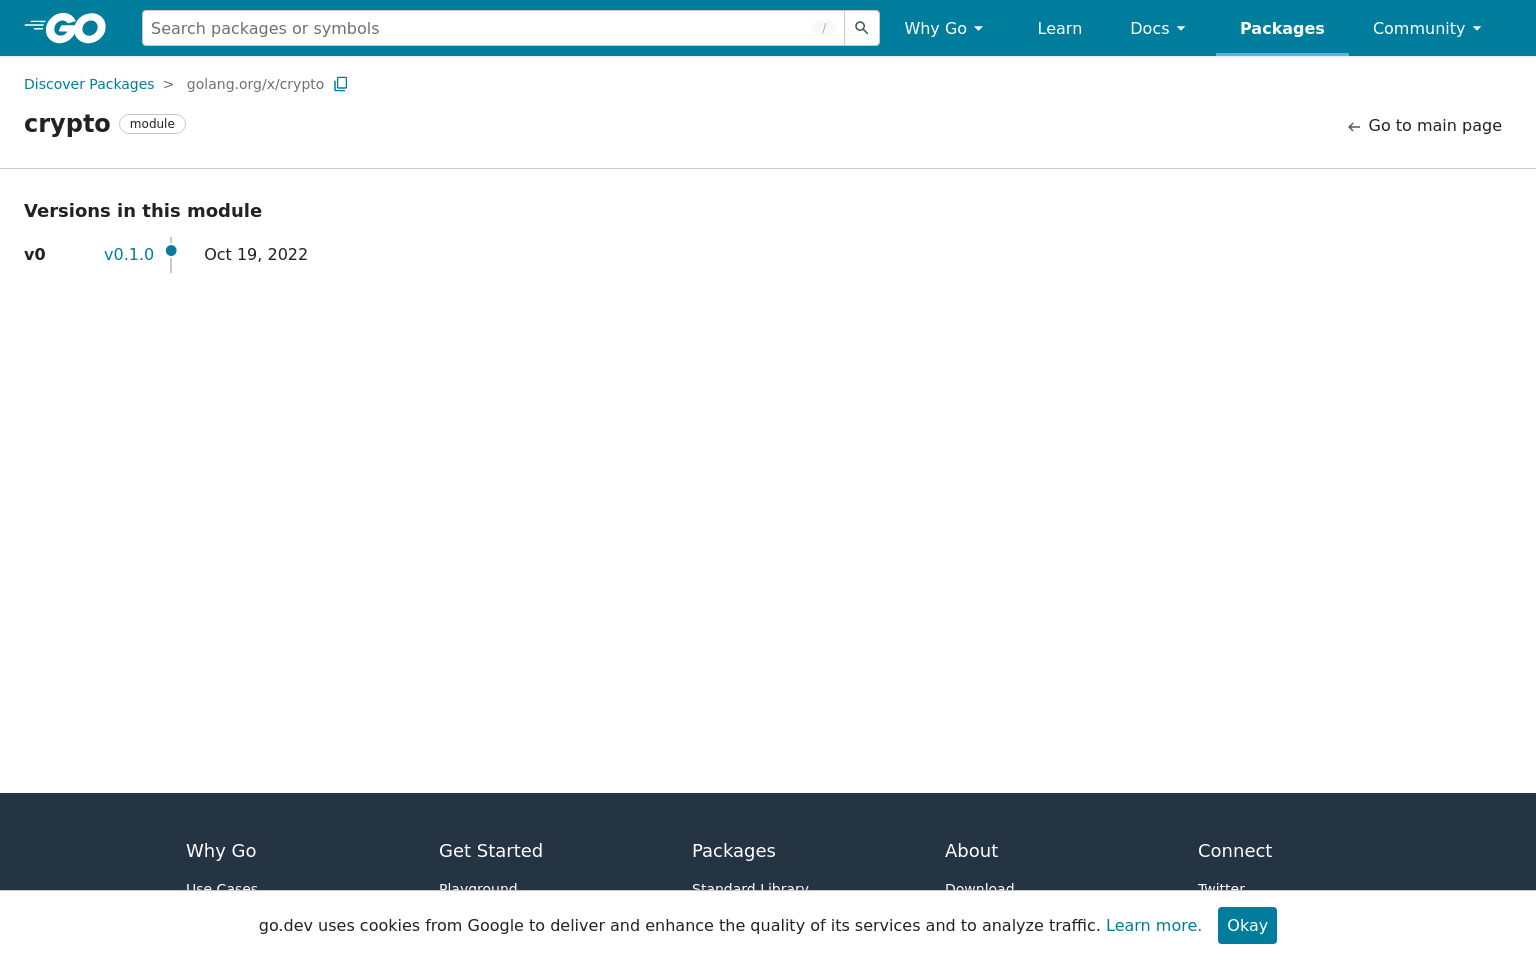 GO
Search packages or symbols /
Why Go
Learn
Docs
Packages
Community
Discover Packages > golang.org/x/crypto
crypto module
Go to main page
Versions in this module
v0 v0.1.0 Oct 19, 2022
Why Go Get Started Packages About Connect
Use Cases Playground Standard Library Download Twitter
go.dev uses cookies from Google to deliver and enhance the quality of its services and to analyze traffic. Learn more. Okay